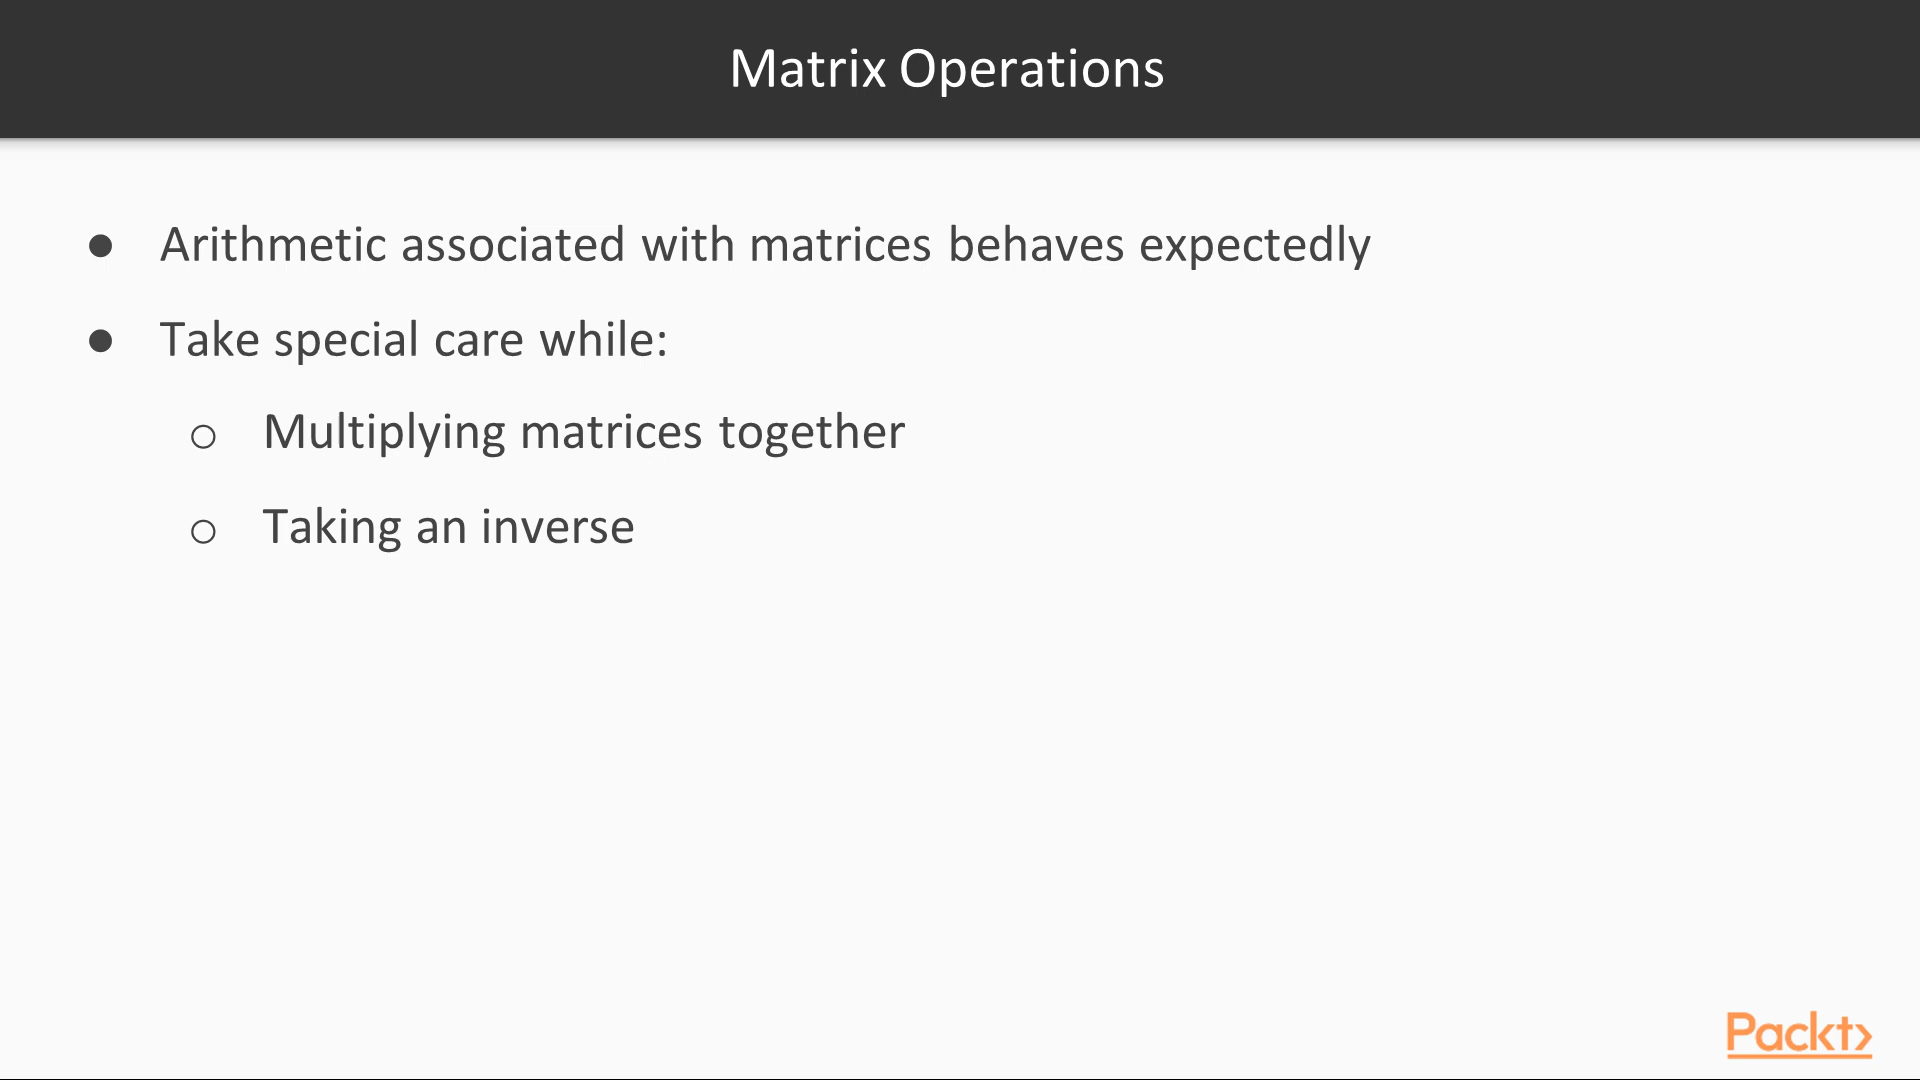 Matrix Operations
● Arithmetic associated with matrices behaves expectedly
● Take special care while:
○ Multiplying matrices together
○ Taking an inverse
Packt>